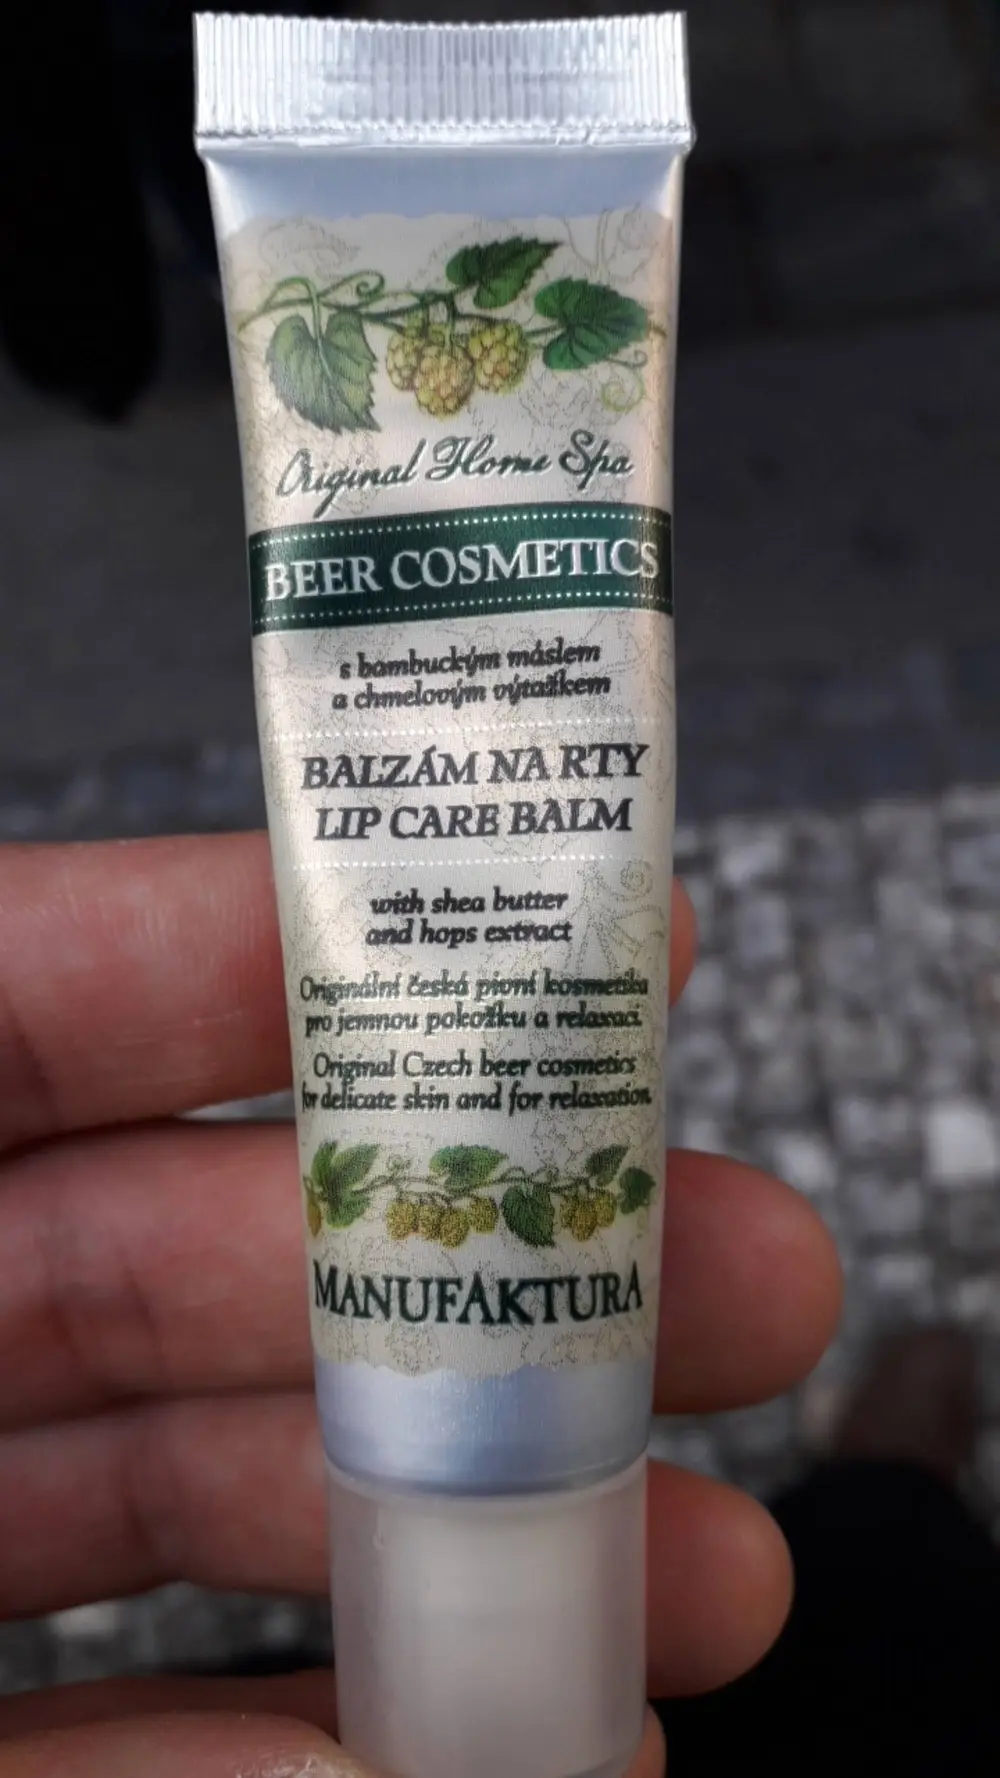 Original Home Spa
BEER COSMETICS
s bambuckým máslem
a chmelovým výtažkem
BALZÁM NA RTY
LIP CARE BALM
with shea butter
and hops extract
Originální česká pivní kosmetika
pro jemnou pokožku a relaxaci.
Original Czech beer cosmetics
for delicate skin and for relaxation.
MANUFAKTURA